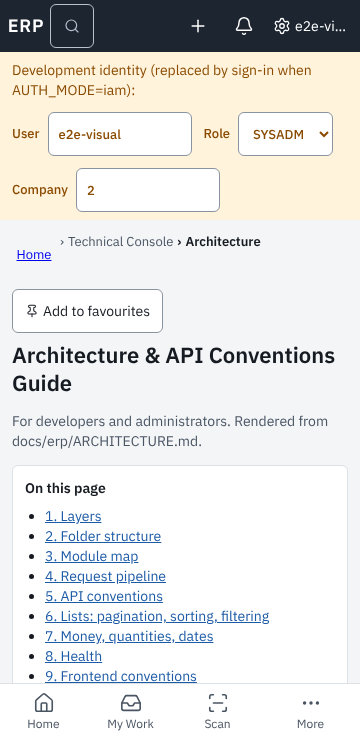 ERP
e2e-vi...
Development identity (replaced by sign-in when
AUTH_MODE=iam):
User e2e-visual Role SYSADM
Company 2
Home › Technical Console › Architecture
Add to favourites
Architecture & API Conventions
Guide
For developers and administrators. Rendered from
docs/erp/ARCHITECTURE.md.
On this page
1. Layers
2. Folder structure
3. Module map
4. Request pipeline
5. API conventions
6. Lists: pagination, sorting, filtering
7. Money, quantities, dates
8. Health
9. Frontend conventions
Home My Work Scan More